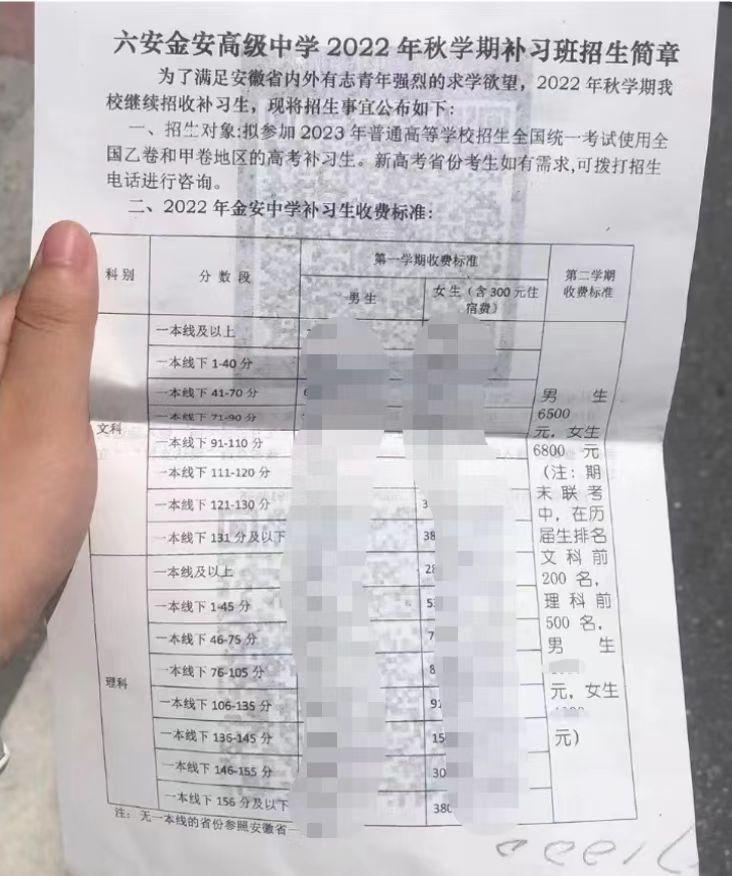 六安金安高级中学 2022 年秋学期补习班招生简章
为了满足安徽省内外有志青年强烈的求学欲望，2022 年秋学期我
校继续招收补习生，现将招生事宜公布如下：
一、招生对象:拟参加 2023 年普通高等学校招生全国统一考试使用全
国乙卷和甲卷地区的高考补习生。新高考省份考生如有需求,可拨打招生
电话进行咨询。
二、2022 年金安中学补习生收费标准:
科别
分 数 段
第一学期收费标准
男生
女生（含 300 元住
宿费）
第二学期
收费标准
文科
一本线及以上
一本线下 1-40 分
一本线下 41-70 分
一本线下 71-90 分
一本线下 91-110 分
一本线下 111-120 分
一本线下 121-130 分
3
一本线下 131 分及以下
38
理科
一本线及以上
28
一本线下 1-45 分
一本线下 46-75 分
7
一本线下 76-105 分
8
一本线下 106-135 分
一本线下 136-145 分
15
一本线下 146-155 分
30
一本线下 156 分及以下
380
男 生
6500
元，女生
6800 元
（注：期
末 联 考
中，在历
届生排名
文 科 前
200 名，
理 科 前
500 名，
男 生
元，女生
元）
注：无一本线的省份参照安徽省一